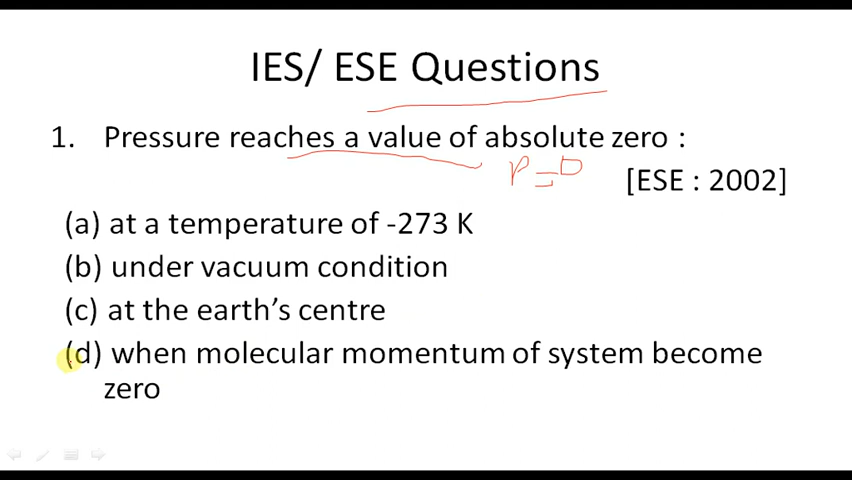 IES/ ESE Questions
1. Pressure reaches a value of absolute zero :
P = 0
[ESE : 2002]
(a) at a temperature of -273 K
(b) under vacuum condition
(c) at the earth’s centre
(d) when molecular momentum of system become
zero